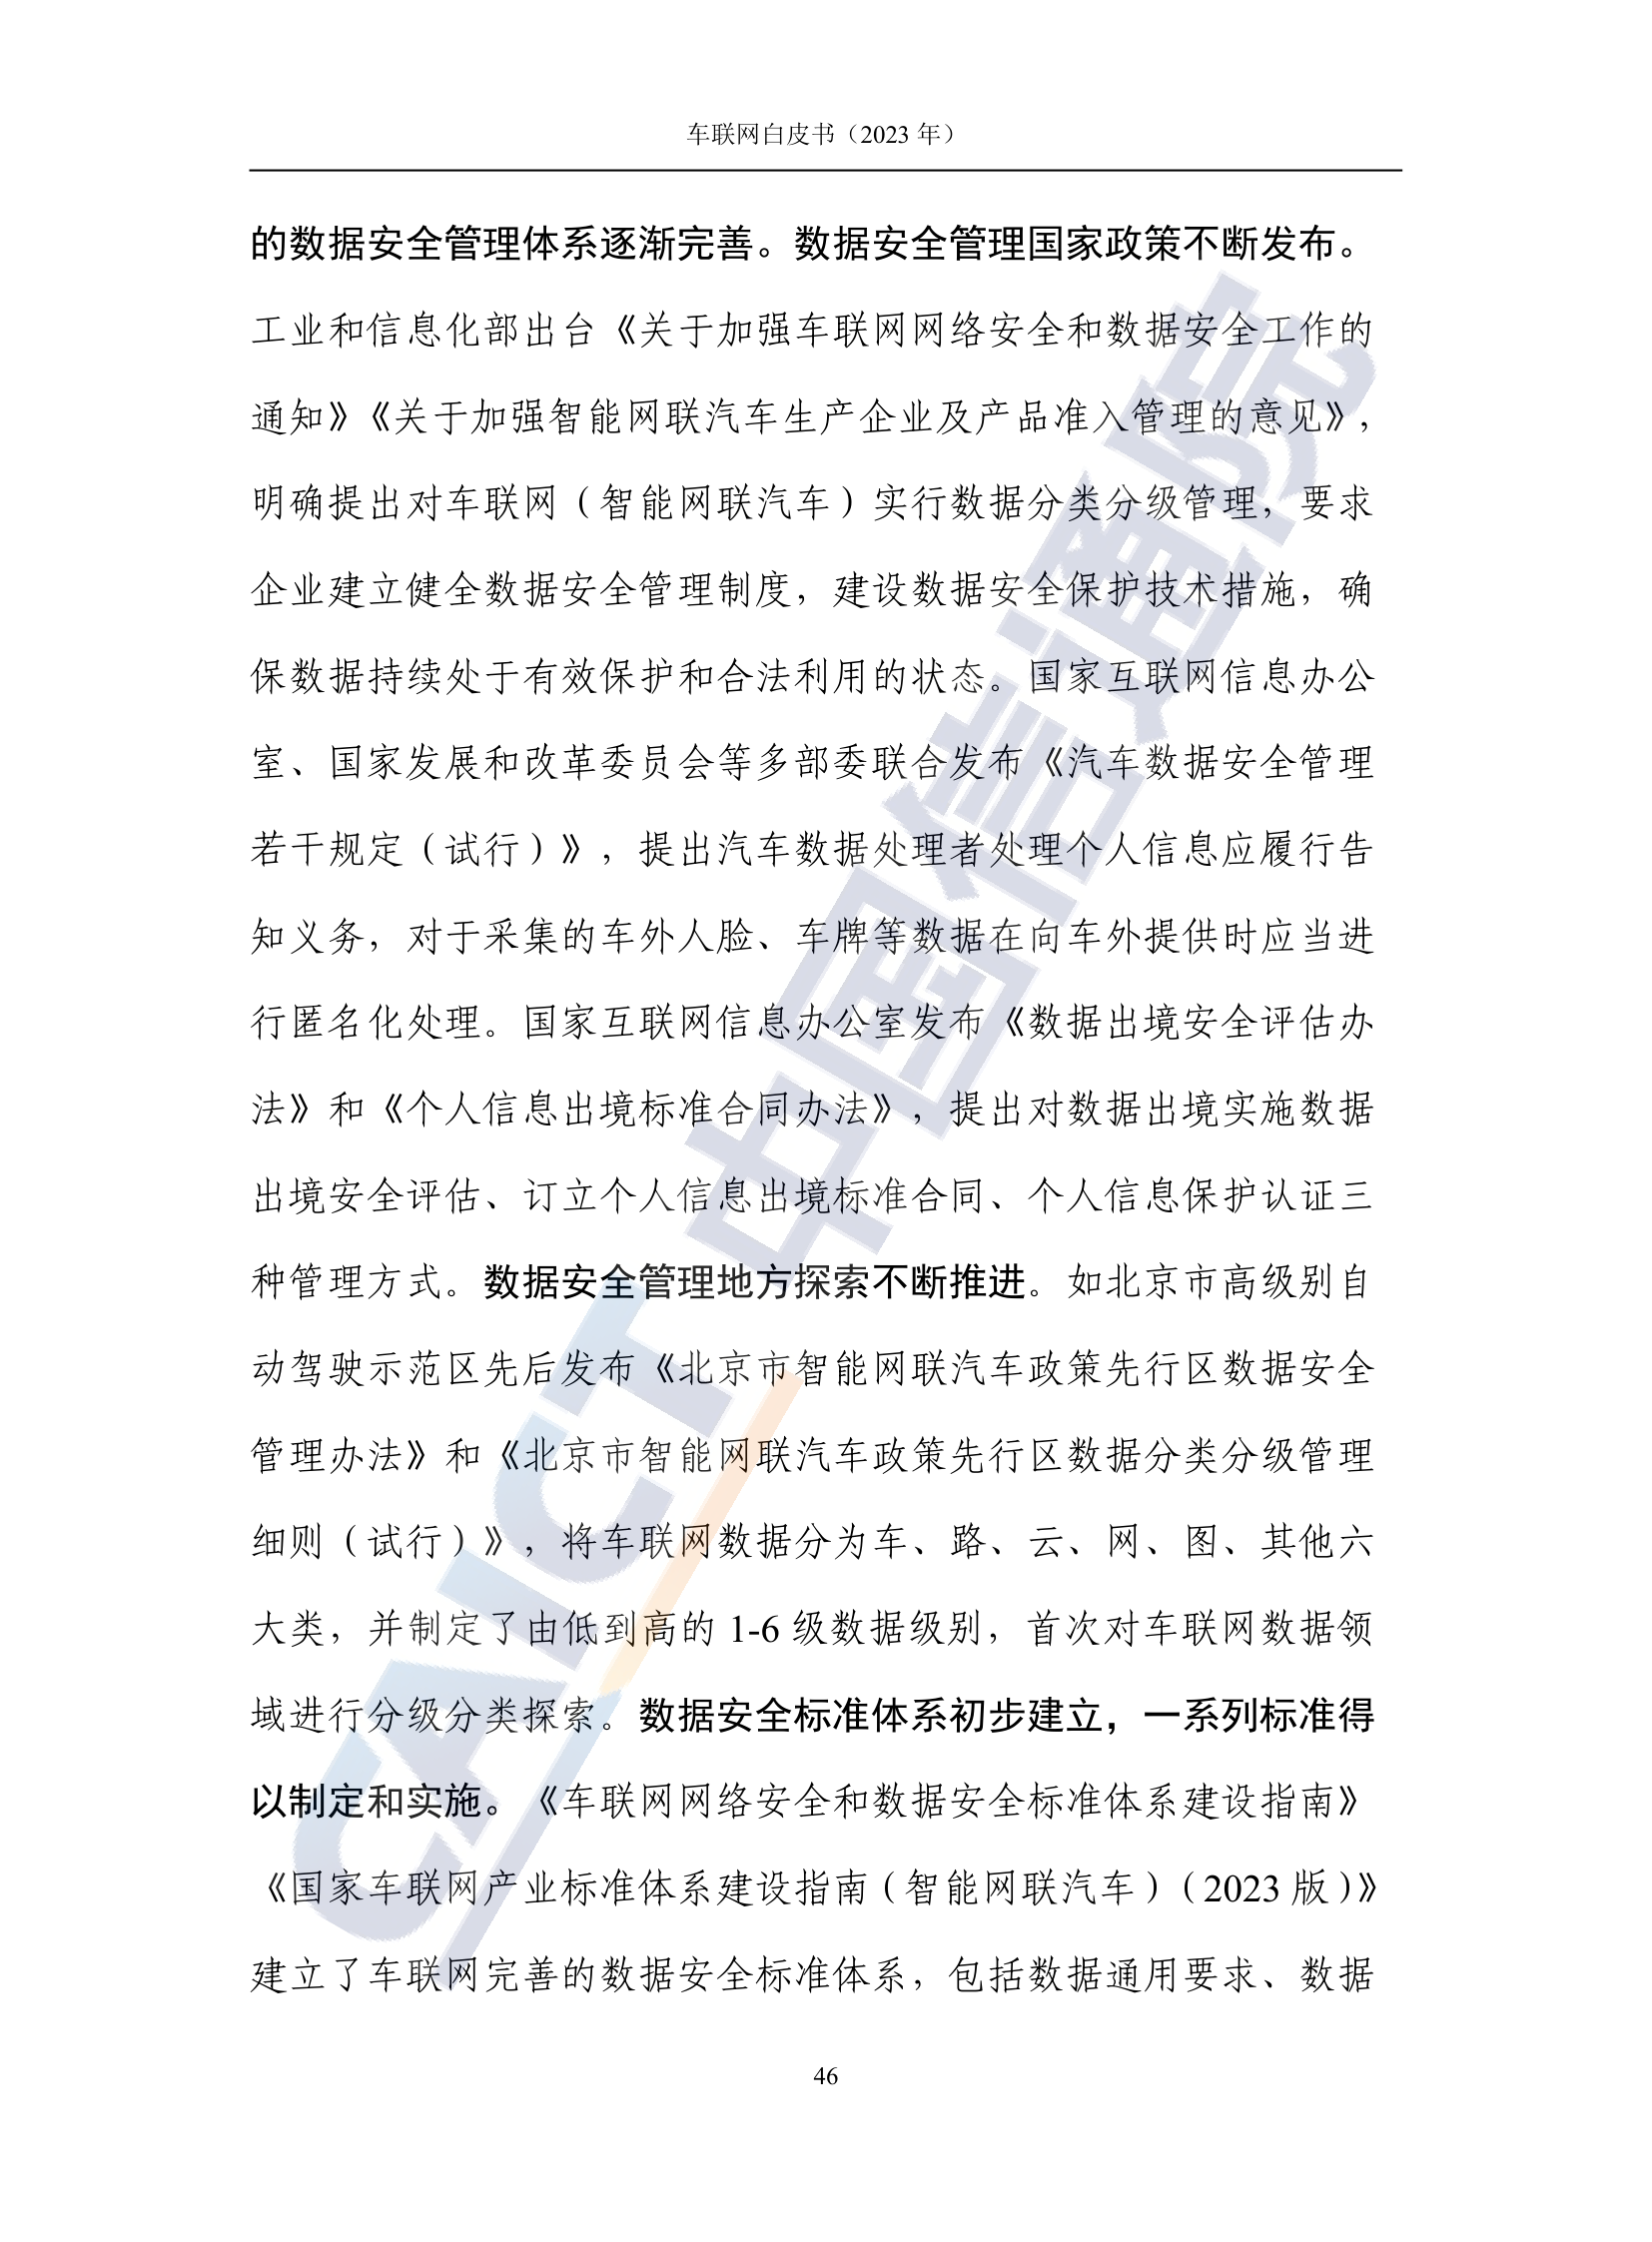 车联网白皮书（2023 年）
的数据安全管理体系逐渐完善。数据安全管理国家政策不断发布。
工业和信息化部出台《关于加强车联网网络安全和数据安全工作的
通知》《关于加强智能网联汽车生产企业及产品准入管理的意见》，
明确提出对车联网（智能网联汽车）实行数据分类分级管理，要求
企业建立健全数据安全管理制度，建设数据安全保护技术措施，确
保数据持续处于有效保护和合法利用的状态。国家互联网信息办公
室、国家发展和改革委员会等多部委联合发布《汽车数据安全管理
若干规定（试行）》，提出汽车数据处理者处理个人信息应履行告
知义务，对于采集的车外人脸、车牌等数据在向车外提供时应当进
行匿名化处理。国家互联网信息办公室发布《数据出境安全评估办
法》和《个人信息出境标准合同办法》，提出对数据出境实施数据
出境安全评估、订立个人信息出境标准合同、个人信息保护认证三
种管理方式。数据安全管理地方探索不断推进。如北京市高级别自
动驾驶示范区先后发布《北京市智能网联汽车政策先行区数据安全
管理办法》和《北京市智能网联汽车政策先行区数据分类分级管理
细则（试行）》，将车联网数据分为车、路、云、网、图、其他六
大类，并制定了由低到高的 1-6 级数据级别，首次对车联网数据领
域进行分级分类探索。数据安全标准体系初步建立，一系列标准得
以制定和实施。《车联网网络安全和数据安全标准体系建设指南》
《国家车联网产业标准体系建设指南（智能网联汽车）（2023 版）》
建立了车联网完善的数据安全标准体系，包括数据通用要求、数据
46
CAICT 中国信通院